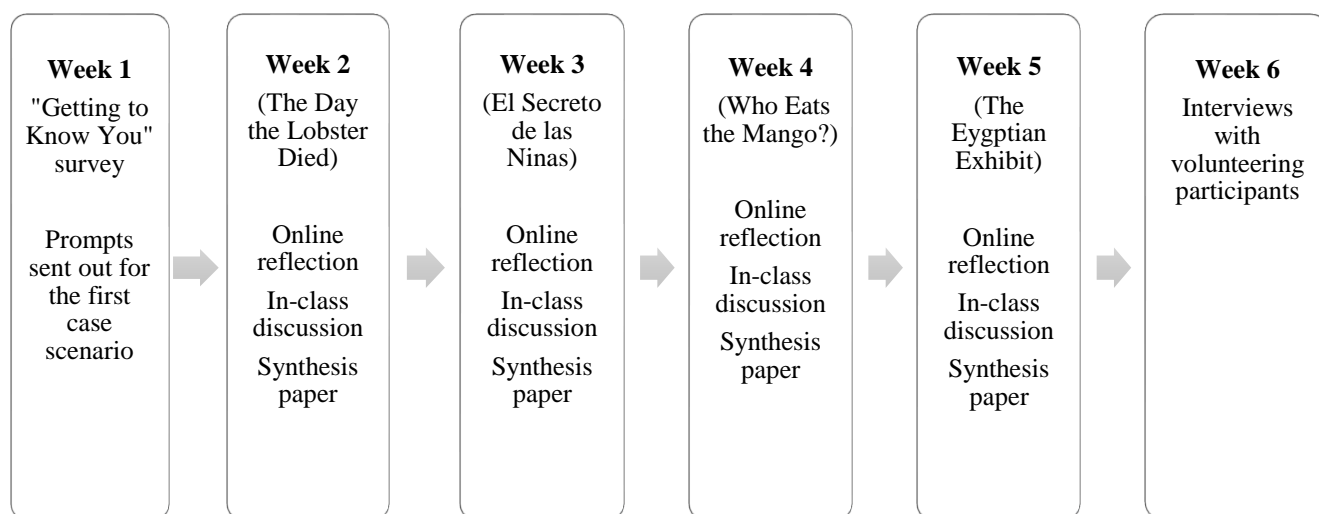 Week 1
"Getting to
Know You"
survey
Prompts
sent out for
the first
case
scenario
Week 2
(The Day
the Lobster
Died)
Online
reflection
In-class
discussion
Synthesis
paper
Week 3
(El Secreto
de las
Ninas)
Online
reflection
In-class
discussion
Synthesis
paper
Week 4
(Who Eats
the Mango?)
Online
reflection
In-class
discussion
Synthesis
paper
Week 5
(The
Eygptian
Exhibit)
Online
reflection
In-class
discussion
Synthesis
paper
Week 6
Interviews
with
volunteering
participants